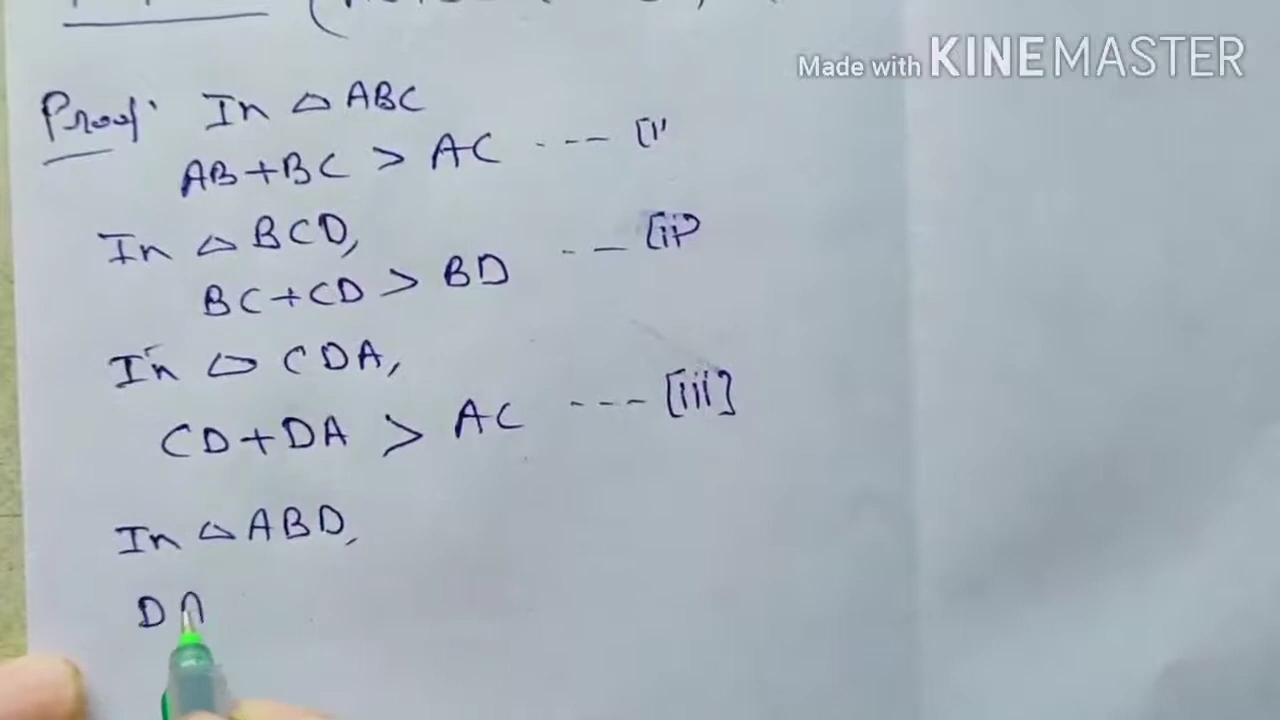 Made with KINEMASTER
Proof: In △ ABC
AB+BC > AC ---- [i]
In △ BCD,
BC+CD > BD -- [ii]
In △ CDA,
CD+DA > AC --- [iii]
In △ ABD,
DA